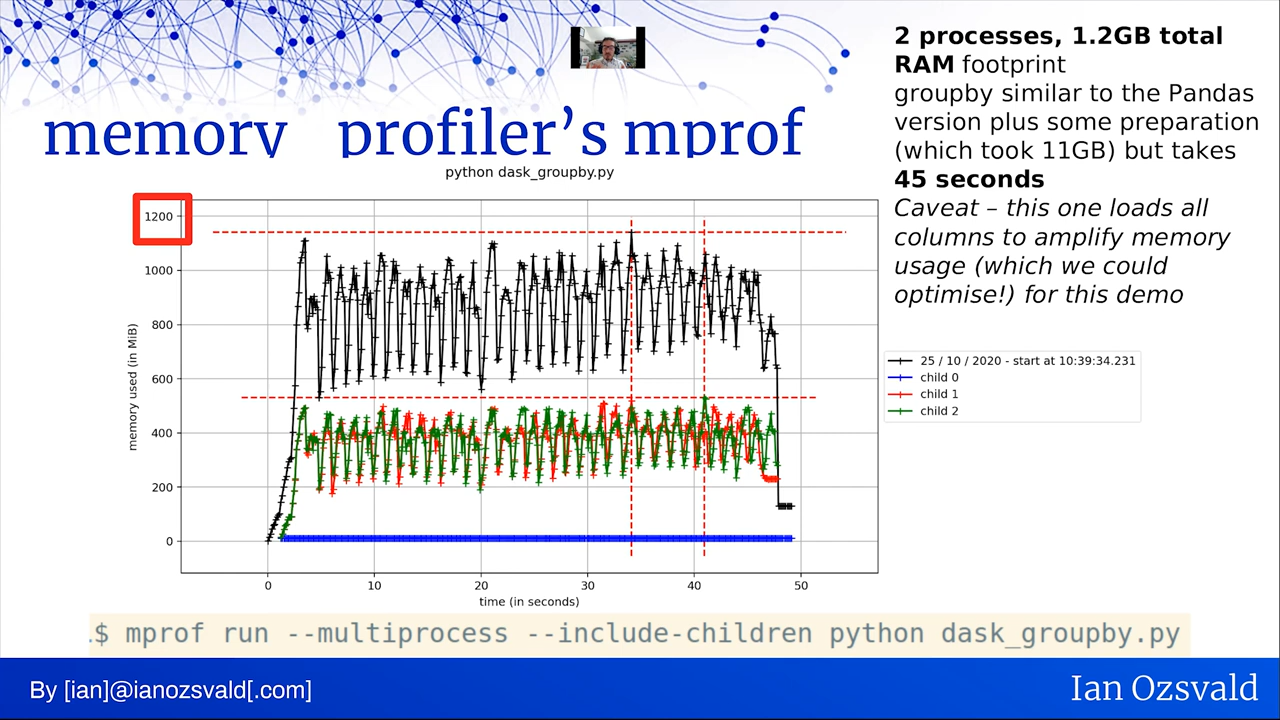 memory_profiler's mprof
2 processes, 1.2GB total
RAM footprint
groupby similar to the Pandas
version plus some preparation
(which took 11GB) but takes
45 seconds
Caveat – this one loads all
columns to amplify memory
usage (which we could
optimise!) for this demo
python dask_groupby.py
memory used (in MiB)
1200
1000
800
600
400
200
0
0 10 20 30 40 50
time (in seconds)
25 / 10 / 2020 - start at 10:39:34.231
child 0
child 1
child 2
.$ mprof run --multiprocess --include-children python dask_groupby.py
By [ian]@ianozsvald[.com]
Ian Ozsvald